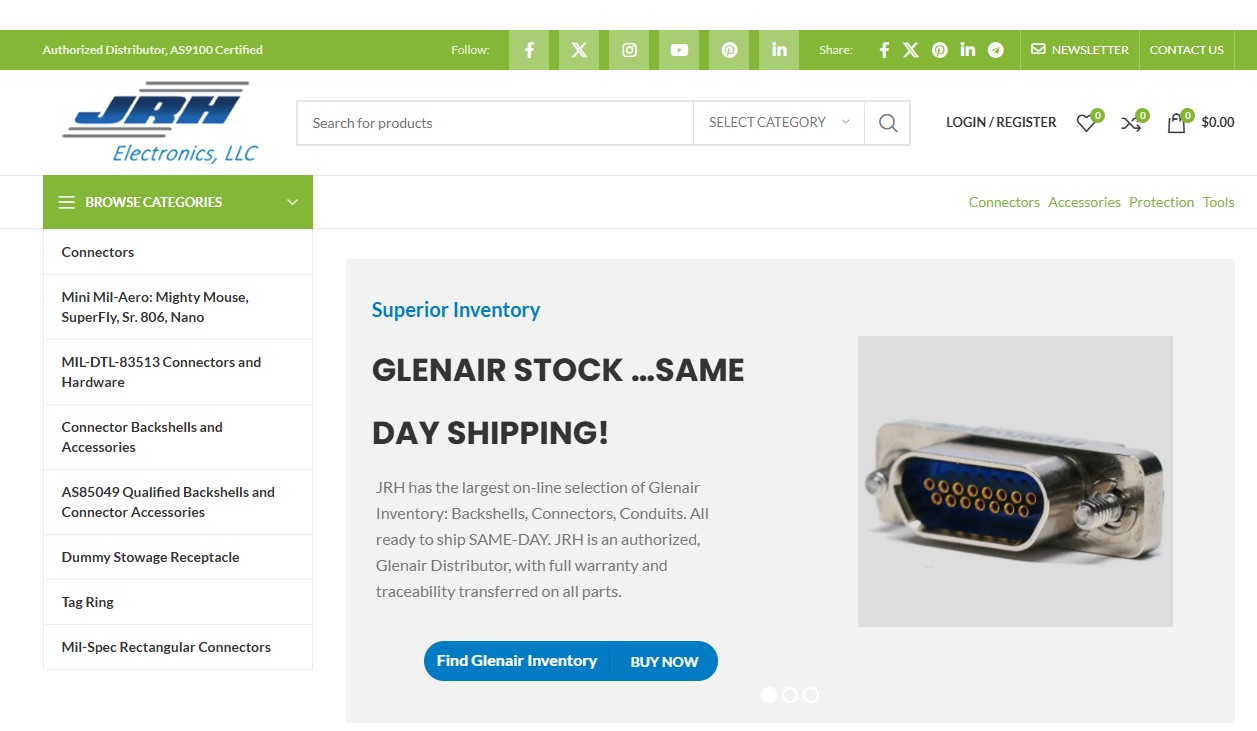 Authorized Distributor, AS9100 Certified
Follow:
Share:
NEWSLETTER
CONTACT US
JRH
Electronics, LLC
Search for products
SELECT CATEGORY
LOGIN / REGISTER
0
0
0
$0.00
BROWSE CATEGORIES
Connectors Accessories Protection Tools
Connectors
Mini Mil-Aero: Mighty Mouse,
SuperFly, Sr. 806, Nano
MIL-DTL-83513 Connectors and
Hardware
Connector Backshells and
Accessories
AS85049 Qualified Backshells and
Connector Accessories
Dummy Stowage Receptacle
Tag Ring
Mil-Spec Rectangular Connectors
Superior Inventory
GLENAIR STOCK ...SAME
DAY SHIPPING!
JRH has the largest on-line selection of Glenair
Inventory: Backshells, Connectors, Conduits. All
ready to ship SAME-DAY. JRH is an authorized,
Glenair Distributor, with full warranty and
traceability transferred on all parts.
Find Glenair Inventory
BUY NOW